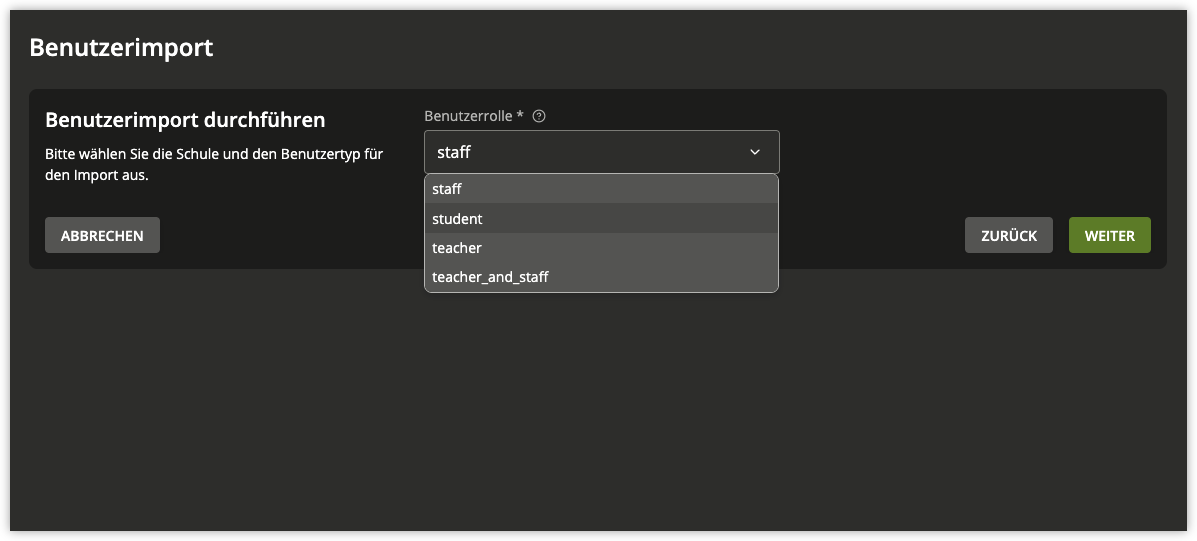 Benutzerimport
Benutzerimport durchführen
Bitte wählen Sie die Schule und den Benutzertyp für
den Import aus.
Benutzerrolle * ?
staff
staff
student
teacher
teacher_and_staff
ABBRECHEN
ZURÜCK
WEITER